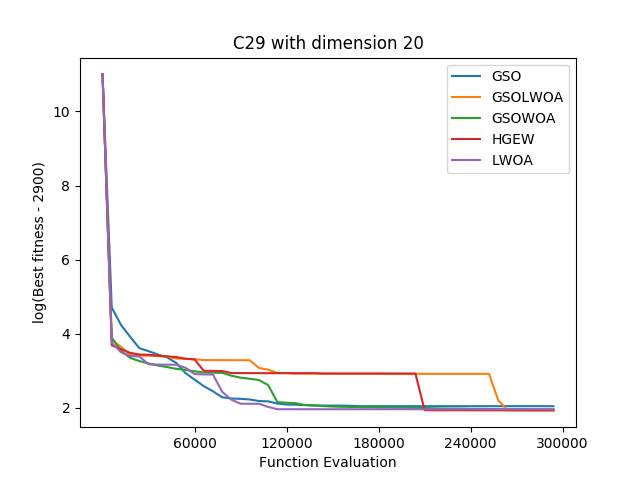 C29 with dimension 20
GSO
GSOLWOA
GSOWOA
HGEW
LWOA
log(Best fitness - 2900)
10
8
6
4
2
60000 120000 180000 240000 300000
Function Evaluation